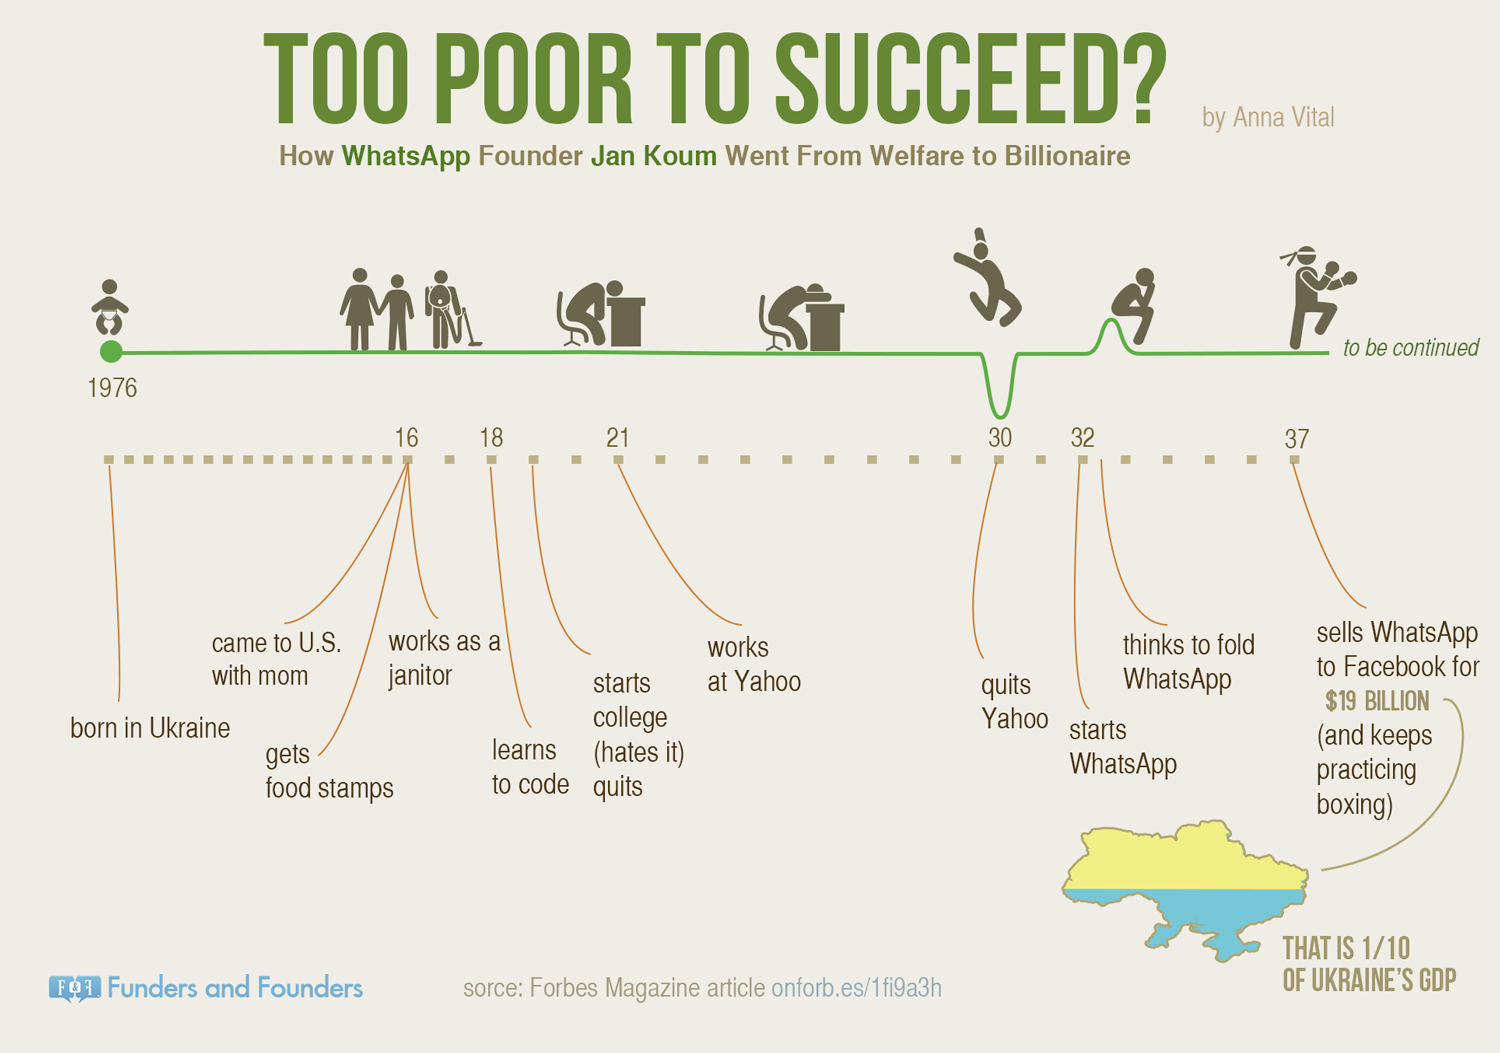 TOO POOR TO SUCCEED?
by Anna Vital
How WhatsApp Founder Jan Koum Went From Welfare to Billionaire
to be continued
1976
16
18
21
30
32
37
born in Ukraine
came to U.S.
with mom
gets
food stamps
works as a
janitor
learns
to code
starts
college
(hates it)
quits
works
at Yahoo
quits
Yahoo
starts
WhatsApp
thinks to fold
WhatsApp
sells WhatsApp
to Facebook for
$19 BILLION
(and keeps
practicing
boxing)
THAT IS 1/10
OF UKRAINE'S GDP
F&F Funders and Founders
sorce: Forbes Magazine article onforb.es/1fi9a3h